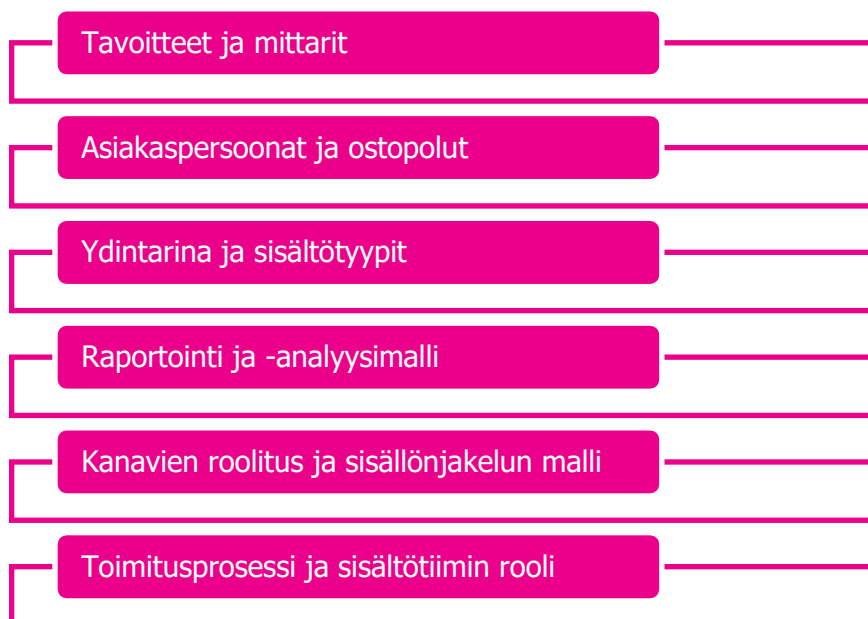 Tavoitteet ja mittarit
Asiakaspersoonat ja ostopolut
Ydintarina ja sisältötyypit
Raportointi ja -analyysimalli
Kanavien roolitus ja sisällönjakelun malli
Toimitusprosessi ja sisältötiimin rooli